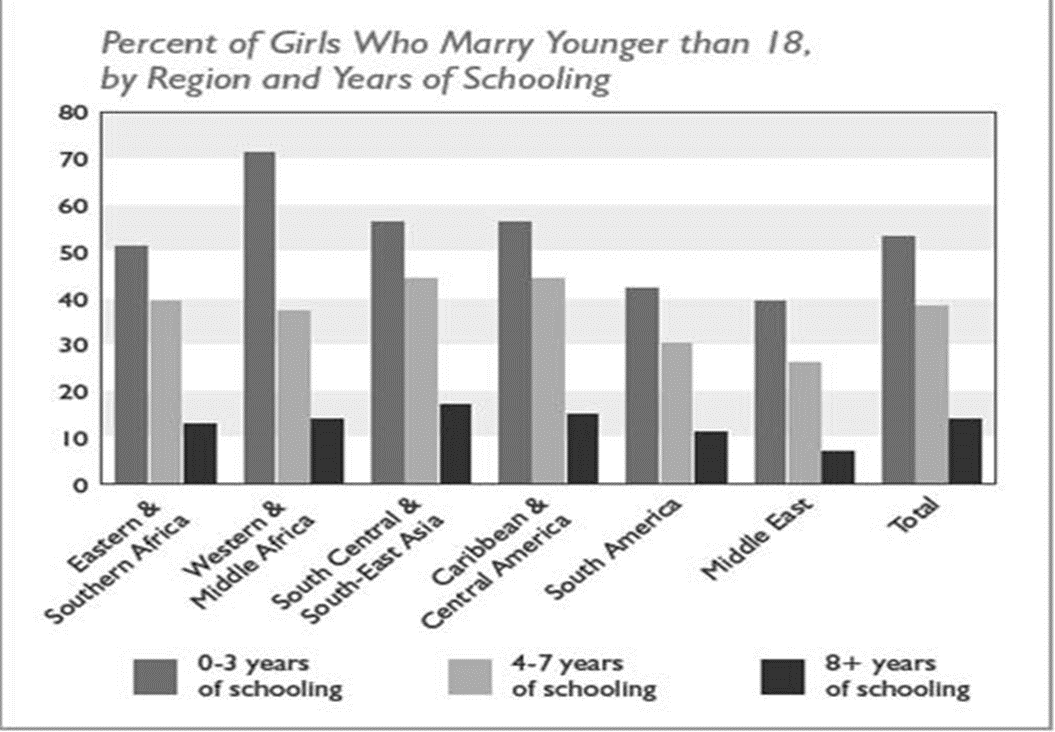 Percent of Girls Who Marry Younger than 18,
by Region and Years of Schooling
80
70
60
50
40
30
20
10
0
Eastern &
Southern Africa
Western &
Middle Africa
South Central &
South-East Asia
Caribbean &
Central America
South America
Middle East
Total
0-3 years
of schooling
4-7 years
of schooling
8+ years
of schooling